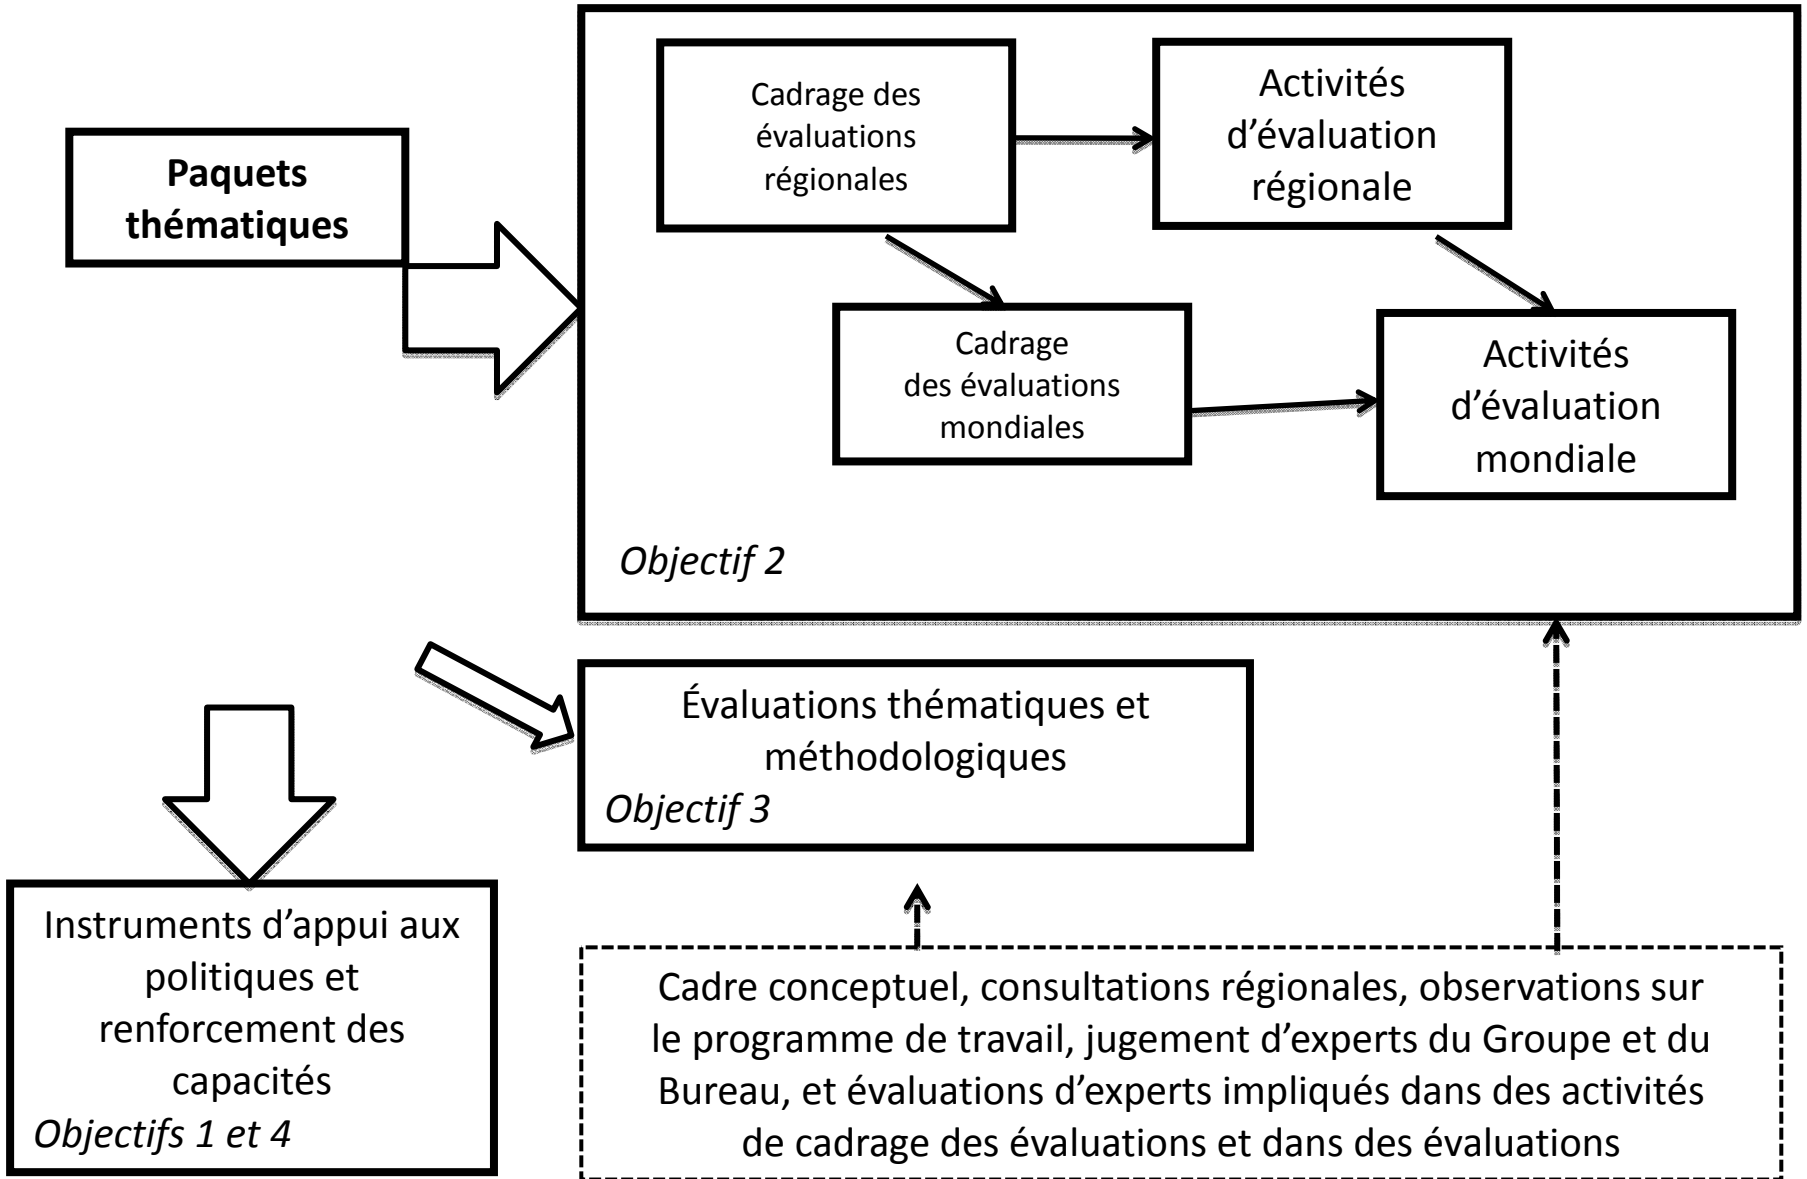 Paquets
thématiques
Cadrage des
évaluations
régionales
Activités
d’évaluation
régionale
Cadrage
des évaluations
mondiales
Activités
d’évaluation
mondiale
Objectif 2
Évaluations thématiques et
méthodologiques
Objectif 3
Instruments d’appui aux
politiques et
renforcement des
capacités
Objectifs 1 et 4
Cadre conceptuel, consultations régionales, observations sur
le programme de travail, jugement d’experts du Groupe et du
Bureau, et évaluations d’experts impliqués dans des activités
de cadrage des évaluations et dans des évaluations